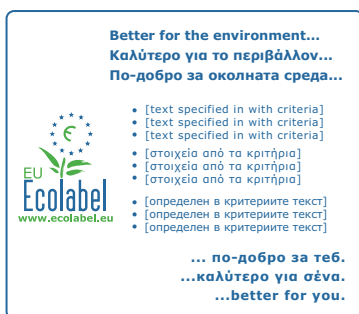 Better for the environment...
Καλύτερο για το περιβάλλον...
По-добро за околната среда...
• [text specified in with criteria]
• [text specified in with criteria]
• [text specified in with criteria]
• [στοιχεία από τα κριτήρια]
• [στοιχεία από τα κριτήρια]
• [στοιχεία από τα κριτήρια]
• [определен в критериите текст]
• [определен в критериите текст]
• [определен в критериите текст]
EU
Ecolabel
www.ecolabel.eu
... по-добро за теб.
...καλύτερο για σένα.
...better for you.